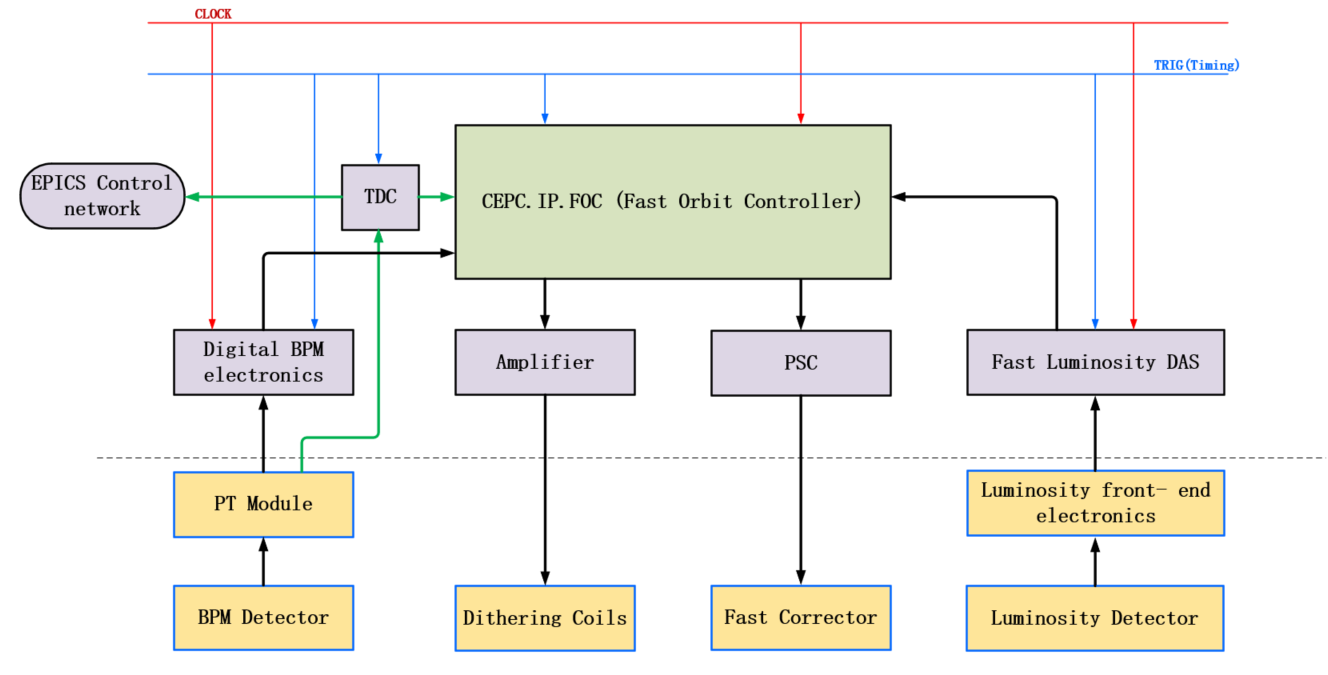 CLOCK
TRIG(Timing)
EPICS Control
network
TDC
CEPC.IP.FOC (Fast Orbit Controller)
Digital BPM
electronics
Amplifier
PSC
Fast Luminosity DAS
PT Module
Luminosity front- end
electronics
BPM Detector
Dithering Coils
Fast Corrector
Luminosity Detector